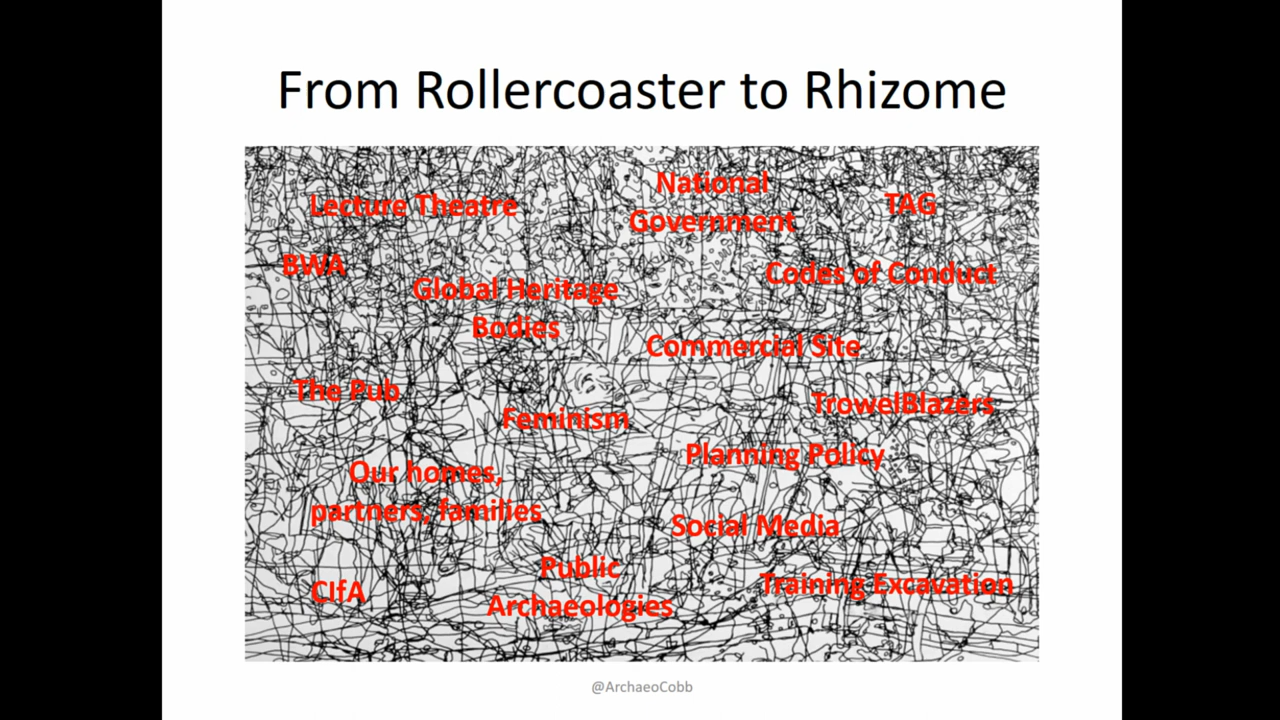 From Rollercoaster to Rhizome
National
Government
Lecture Theatre
TAG
BWA
Global Heritage
Bodies
Codes of Conduct
Commercial Site
The Pub
Feminism
TrowelBlazers
Planning Policy
Our homes,
partners, families
Social Media
Public
Archaeologies
CIfA
Training Excavation
@ArchaeoCobb